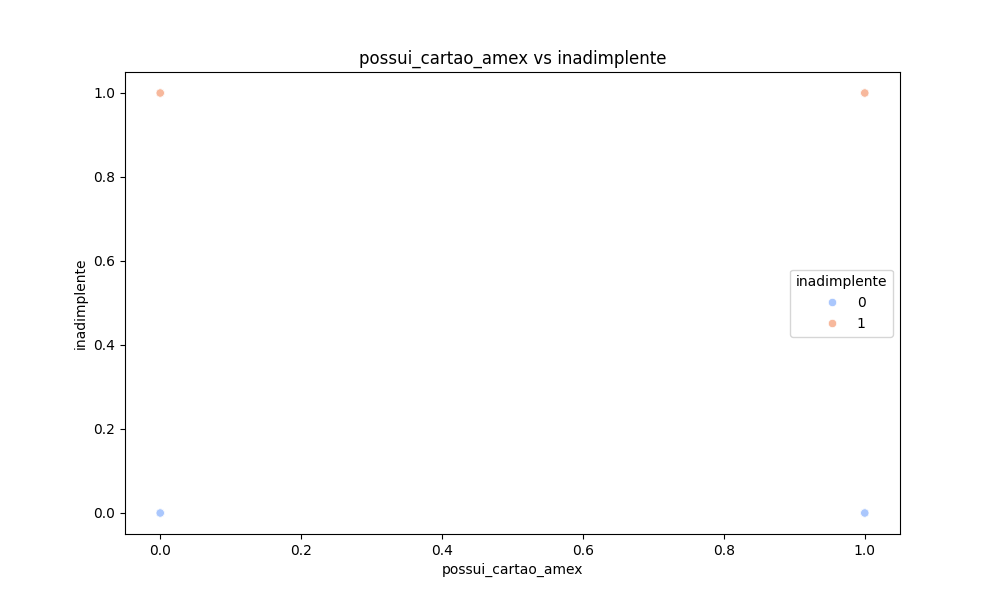 possui_cartao_amex vs inadimplente
1.0
0.8
0.6
0.4
0.2
0.0
inadimplente
inadimplente
0
1
0.0 0.2 0.4 0.6 0.8 1.0
possui_cartao_amex